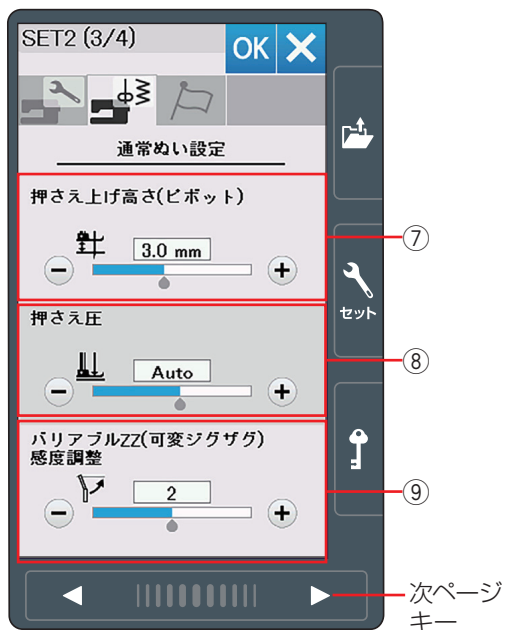 SET2 (3/4)
OK
通常ぬい設定
押さえ上げ高さ(ピボット)
3.0 mm
⑦
セット
押さえ圧
Auto
⑧
バリアブルZZ(可変ジグザグ)
感度調整
2
⑨
次ページ
キー